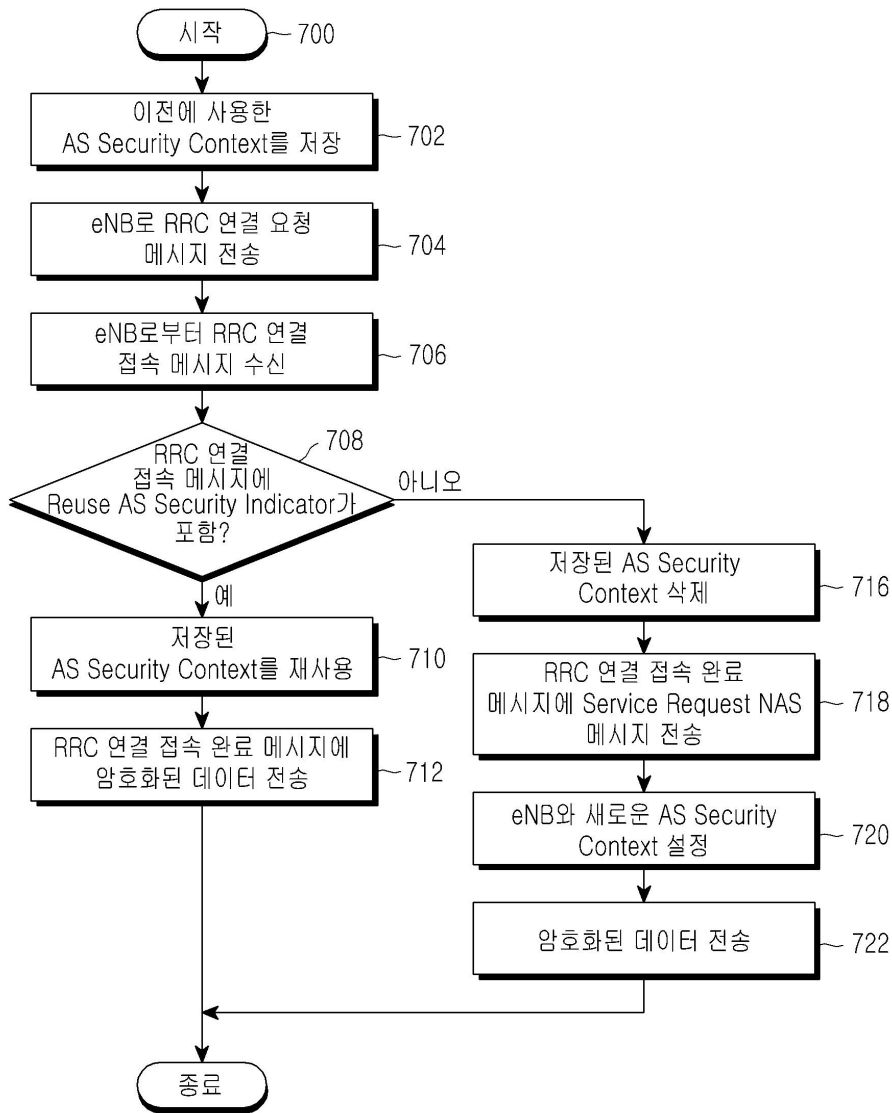 시작
700
이전에 사용한
AS Security Context를 저장
702
eNB로 RRC 연결 요청
메시지 전송
704
eNB로부터 RRC 연결
접속 메시지 수신
706
708
RRC 연결
접속 메시지에
Reuse AS Security Indicator가
포함?
아니오
예
저장된
AS Security Context를 재사용
710
RRC 연결 접속 완료 메시지에
암호화된 데이터 전송
712
저장된 AS Security
Context 삭제
716
RRC 연결 접속 완료
메시지에 Service Request NAS
메시지 전송
718
eNB와 새로운 AS Security
Context 설정
720
암호화된 데이터 전송
722
종료